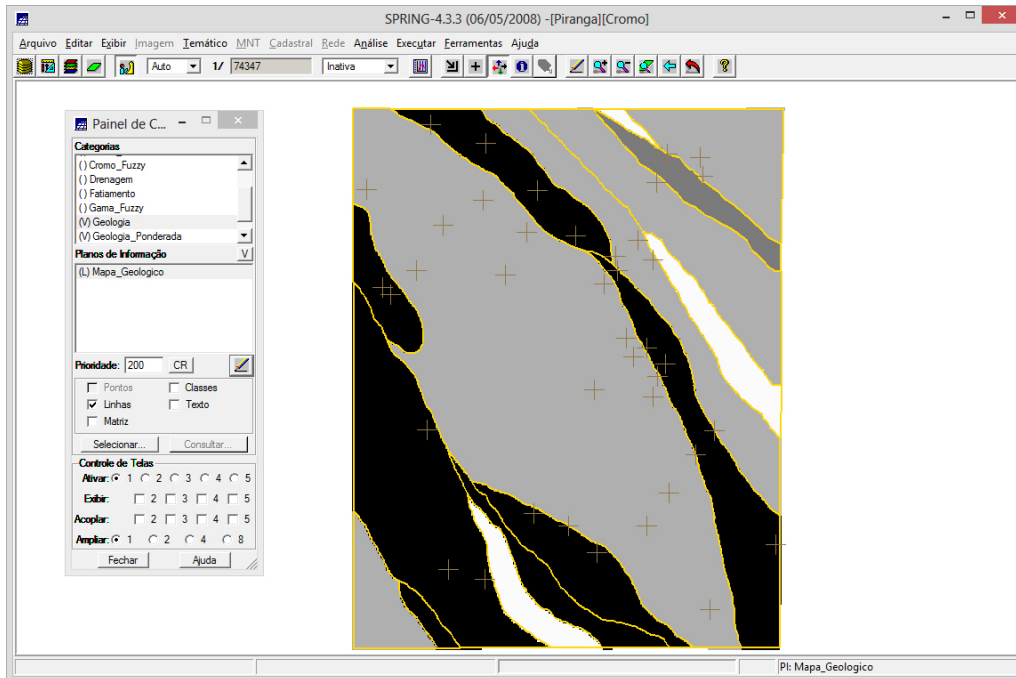 SPRING-4.3.3 (06/05/2008) -[Piranga][Cromo]
Arquivo Editar Exibir Imagem Temático MNT Cadastral Rede Análise Executar Ferramentas Ajuda
Auto 1/ 74347 Inativa
Painel de C...
Categorias
( ) Cromo_Fuzzy
( ) Drenagem
( ) Fatiamento
( ) Gama_Fuzzy
(V) Geologia
(V) Geologia_Ponderada
Planos de Informação V
(L) Mapa_Geologico
Prioridade: 200 CR
Pontos Classes
Linhas Texto
Matriz
Selecionar... Consultar...
Controle de Telas
Ativar: 1 2 3 4 5
Exibir: 2 3 4 5
Acoplar: 2 3 4 5
Ampliar: 1 2 4 8
Fechar Ajuda
PI: Mapa_Geologico